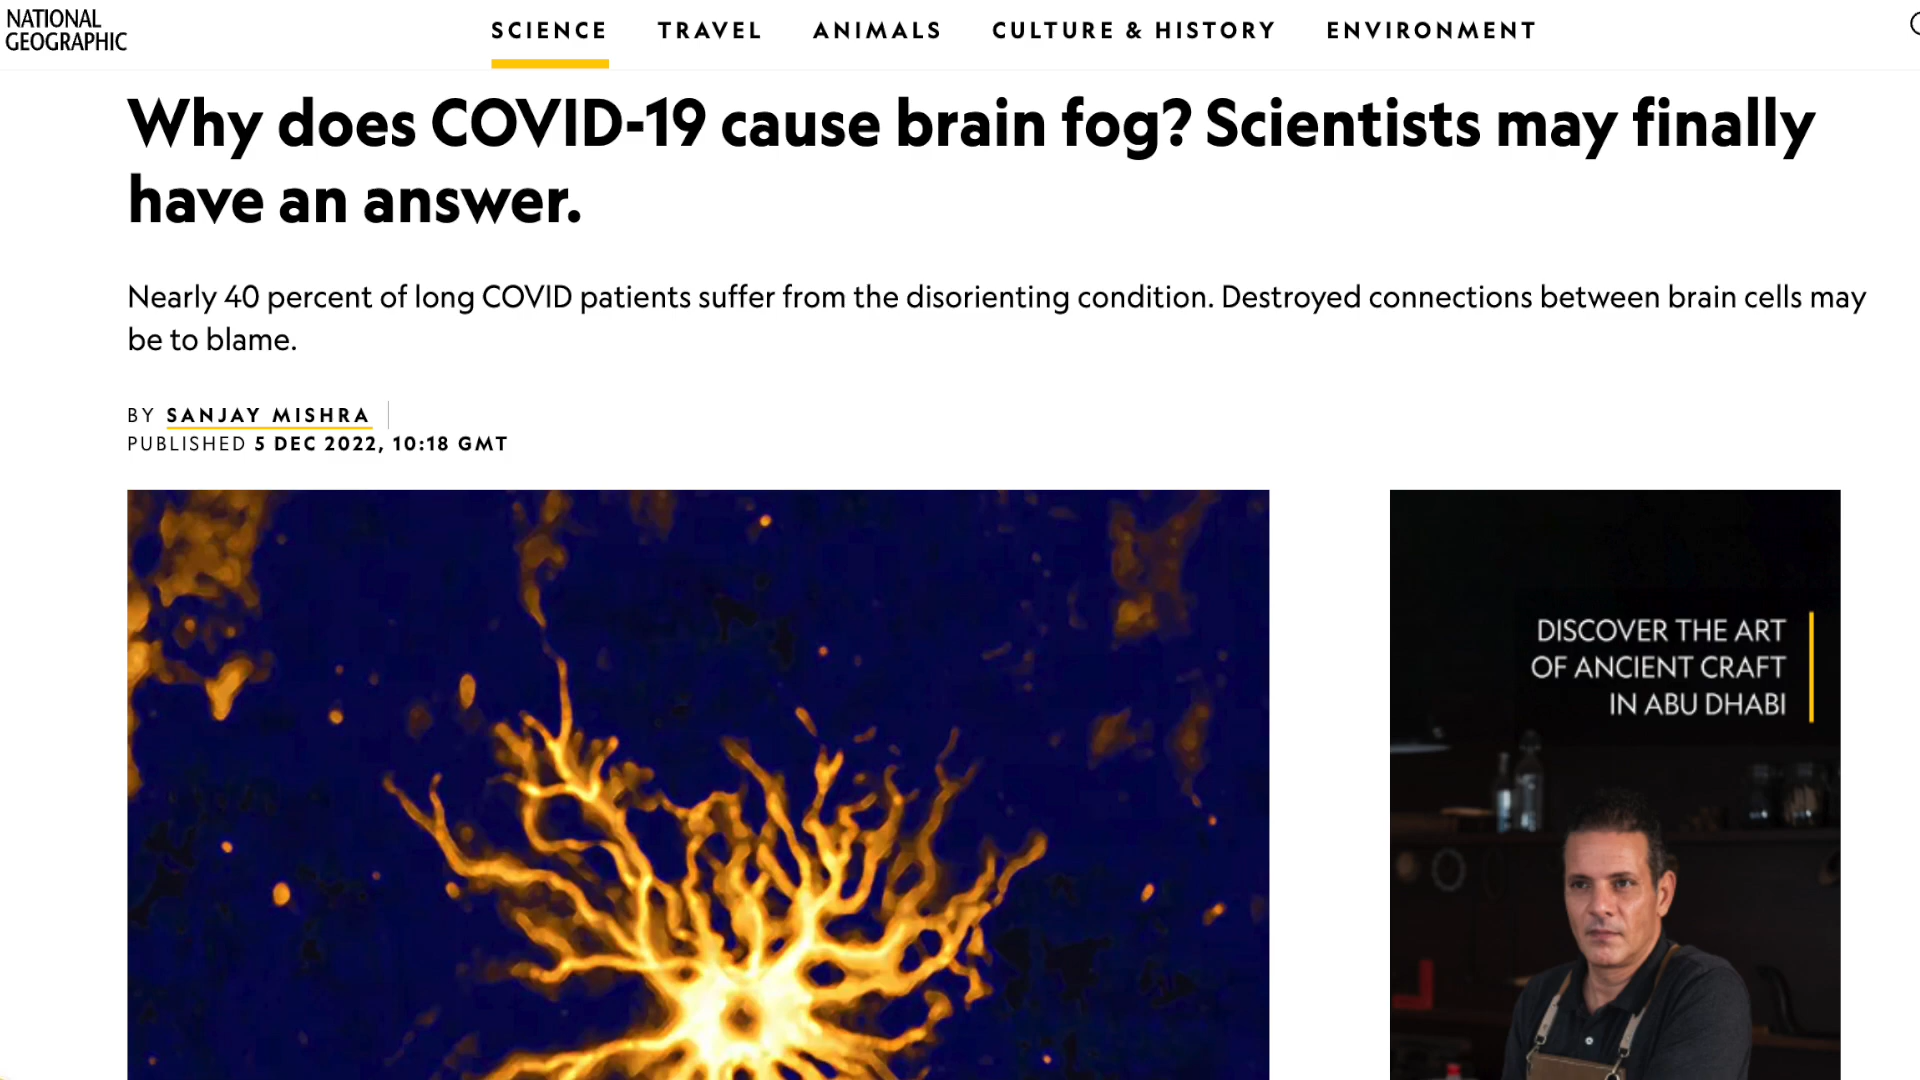 NATIONAL
GEOGRAPHIC
SCIENCE
TRAVEL
ANIMALS
CULTURE & HISTORY
ENVIRONMENT
Why does COVID-19 cause brain fog? Scientists may finally
have an answer.
Nearly 40 percent of long COVID patients suffer from the disorienting condition. Destroyed connections between brain cells may
be to blame.
BY SANJAY MISHRA
PUBLISHED 5 DEC 2022, 10:18 GMT
DISCOVER THE ART
OF ANCIENT CRAFT
IN ABU DHABI